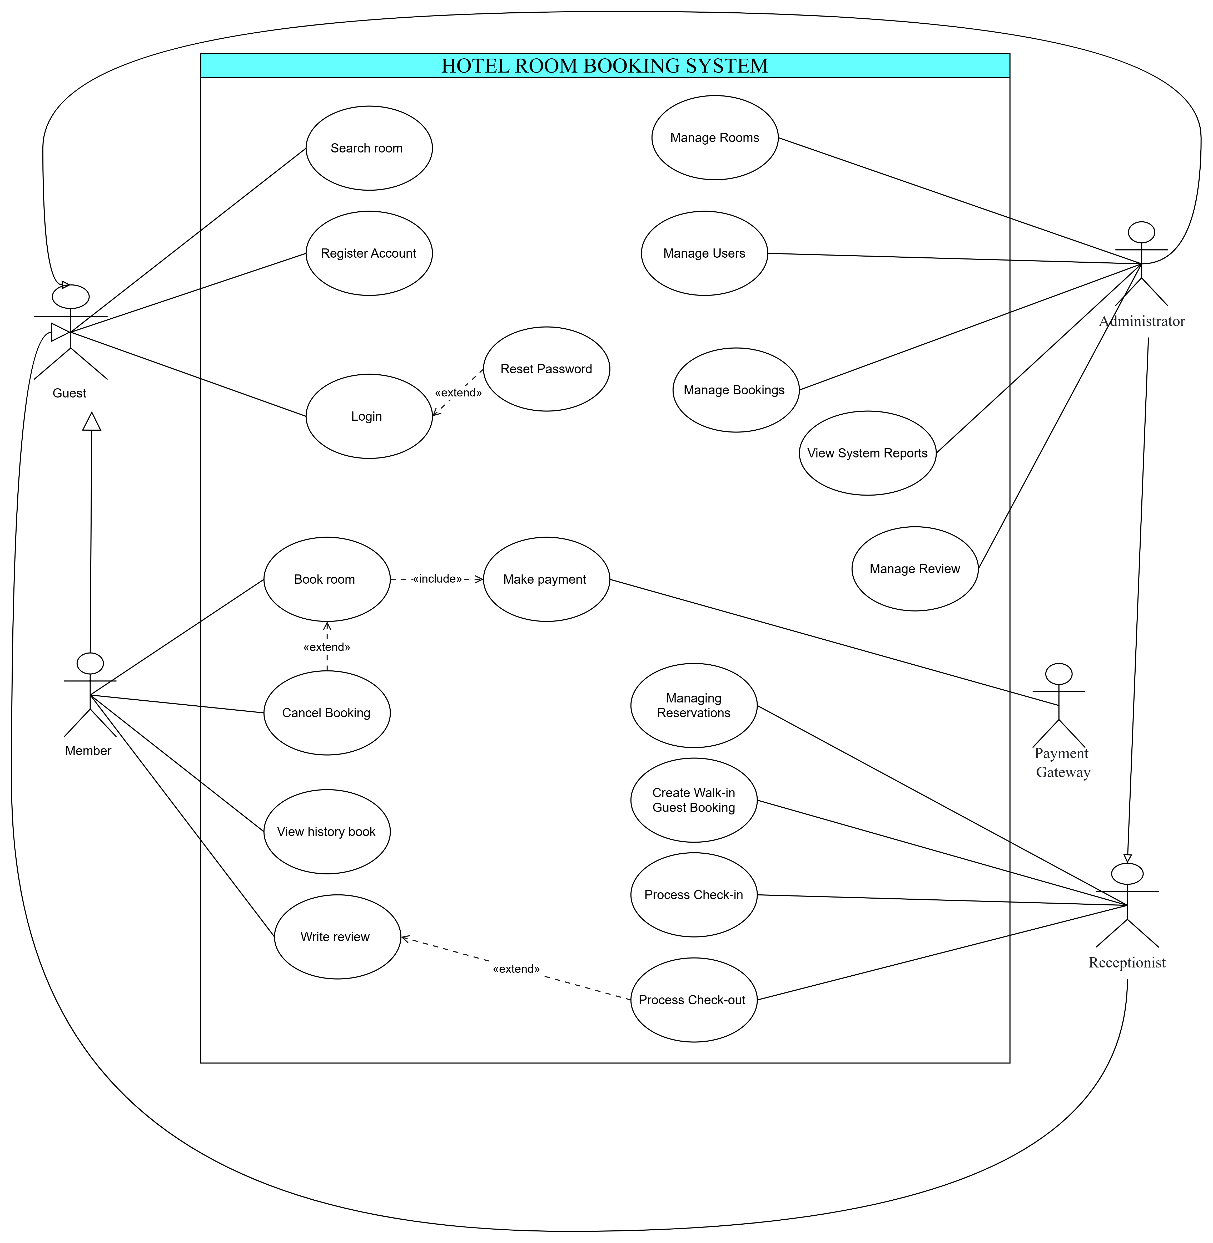 HOTEL ROOM BOOKING SYSTEM
Search room
Manage Rooms
Register Account
Manage Users
Administrator
Guest
Login
«extend»
Reset Password
Manage Bookings
View System Reports
Book room
«include»
Make payment
Manage Review
«extend»
Cancel Booking
Member
Managing
Reservations
Payment
Gateway
View history book
Create Walk-in
Guest Booking
Process Check-in
Write review
«extend»
Receptionist
Process Check-out